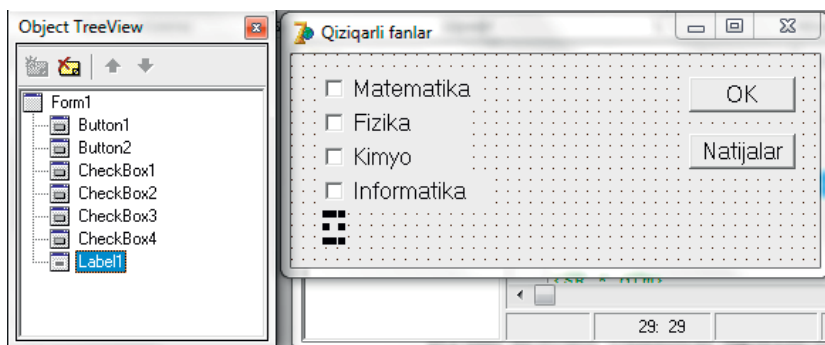 Object TreeView
Form1
Button1
Button2
CheckBox1
CheckBox2
CheckBox3
CheckBox4
Label1
Qiziqarli fanlar
Matematika
Fizika
Kimyo
Informatika
OK
Natijalar
29: 29